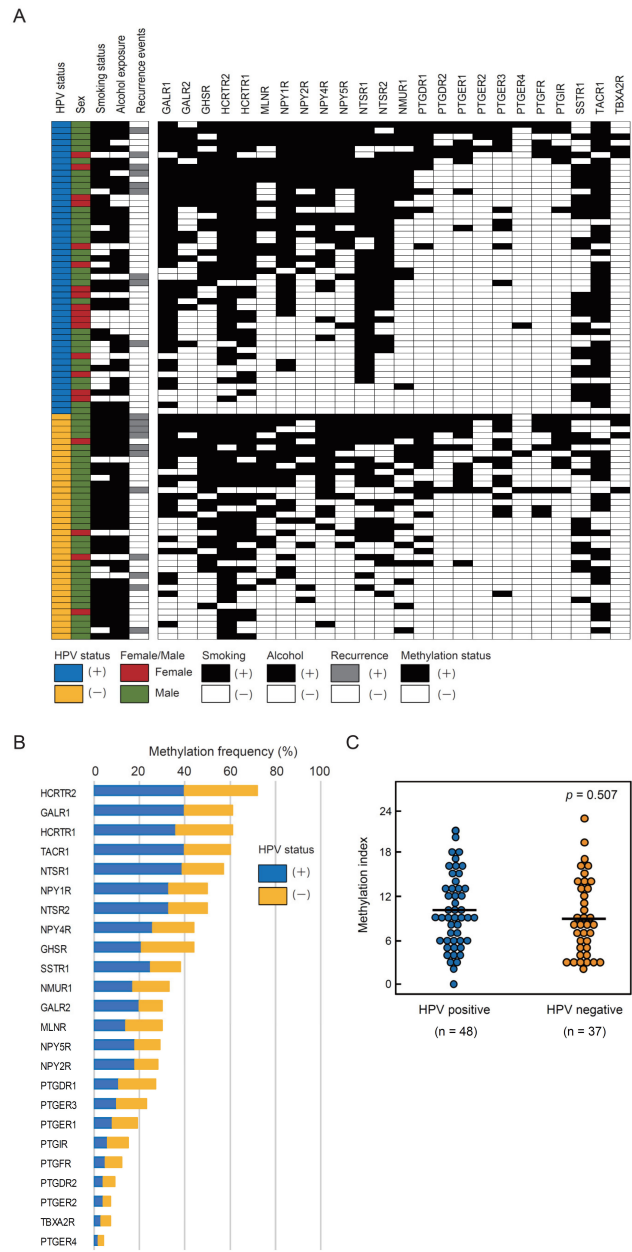 A
HPV status
Sex
Smoking status
Alcohol exposure
Recurrence events
GALR1
GALR2
GHSR
HCRTR2
HCRTR1
MLNR
NPY1R
NPY2R
NPY4R
NPY5R
NTSR1
NTSR2
NMUR1
PTGDR1
PTGDR2
PTGER1
PTGER2
PTGER3
PTGER4
PTGFR
PTGIR
SSTR1
TACR1
TBXA2R
HPV status Female/Male Smoking Alcohol Recurrence Methylation status
(+) Female (+) (+) (+) (+)
(−) Male (−) (−) (−) (−)
B
Methylation frequency (%)
0 20 40 60 80 100
HCRTR2
GALR1
HCRTR1
TACR1
NTSR1
NPY1R
NTSR2
NPY4R
GHSR
SSTR1
NMUR1
GALR2
MLNR
NPY5R
NPY2R
PTGDR1
PTGER3
PTGER1
PTGIR
PTGFR
PTGDR2
PTGER2
TBXA2R
PTGER4
HPV status
(+)
(−)
C
p = 0.507
Methylation index
24
12
6
0
HPV positive HPV negative
(n = 48) (n = 37)